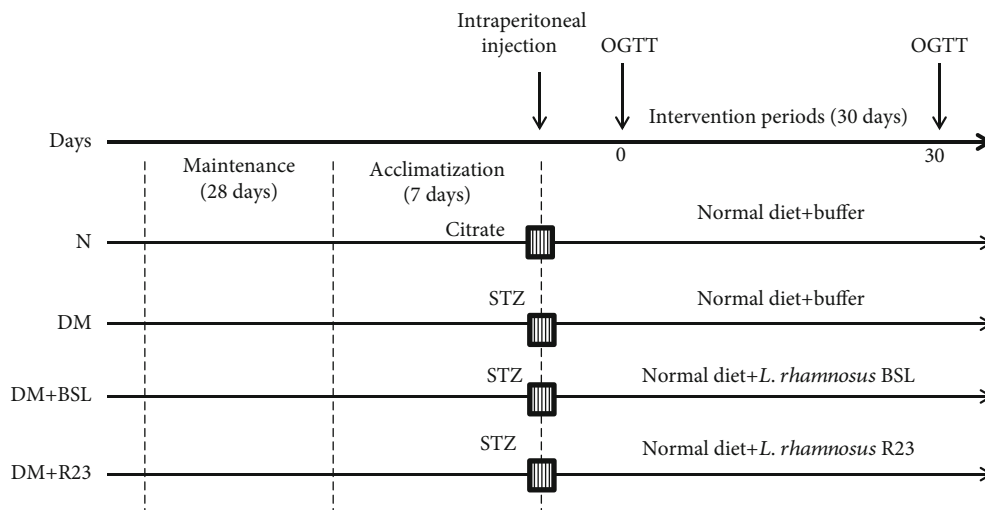 Intraperitoneal
injection
OGTT
OGTT
Intervention periods (30 days)
Days
0
30
Maintenance
(28 days)
Acclimatization
(7 days)
Citrate
Normal diet+buffer
N
STZ
Normal diet+buffer
DM
STZ
Normal diet+L. rhamnosus BSL
DM+BSL
STZ
Normal diet+L. rhamnosus R23
DM+R23